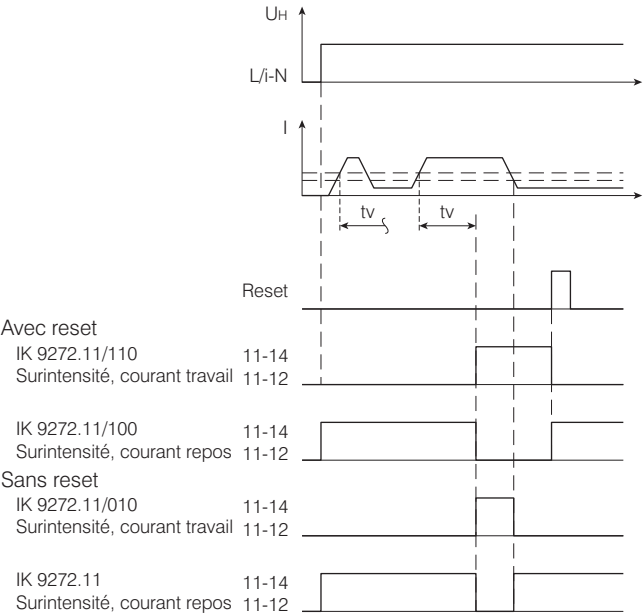 UH
L/i-N
I
tv tv
Reset
Avec reset
IK 9272.11/110 11-14
Surintensité, courant travail 11-12
IK 9272.11/100 11-14
Surintensité, courant repos 11-12
Sans reset
IK 9272.11/010 11-14
Surintensité, courant travail 11-12
IK 9272.11 11-14
Surintensité, courant repos 11-12